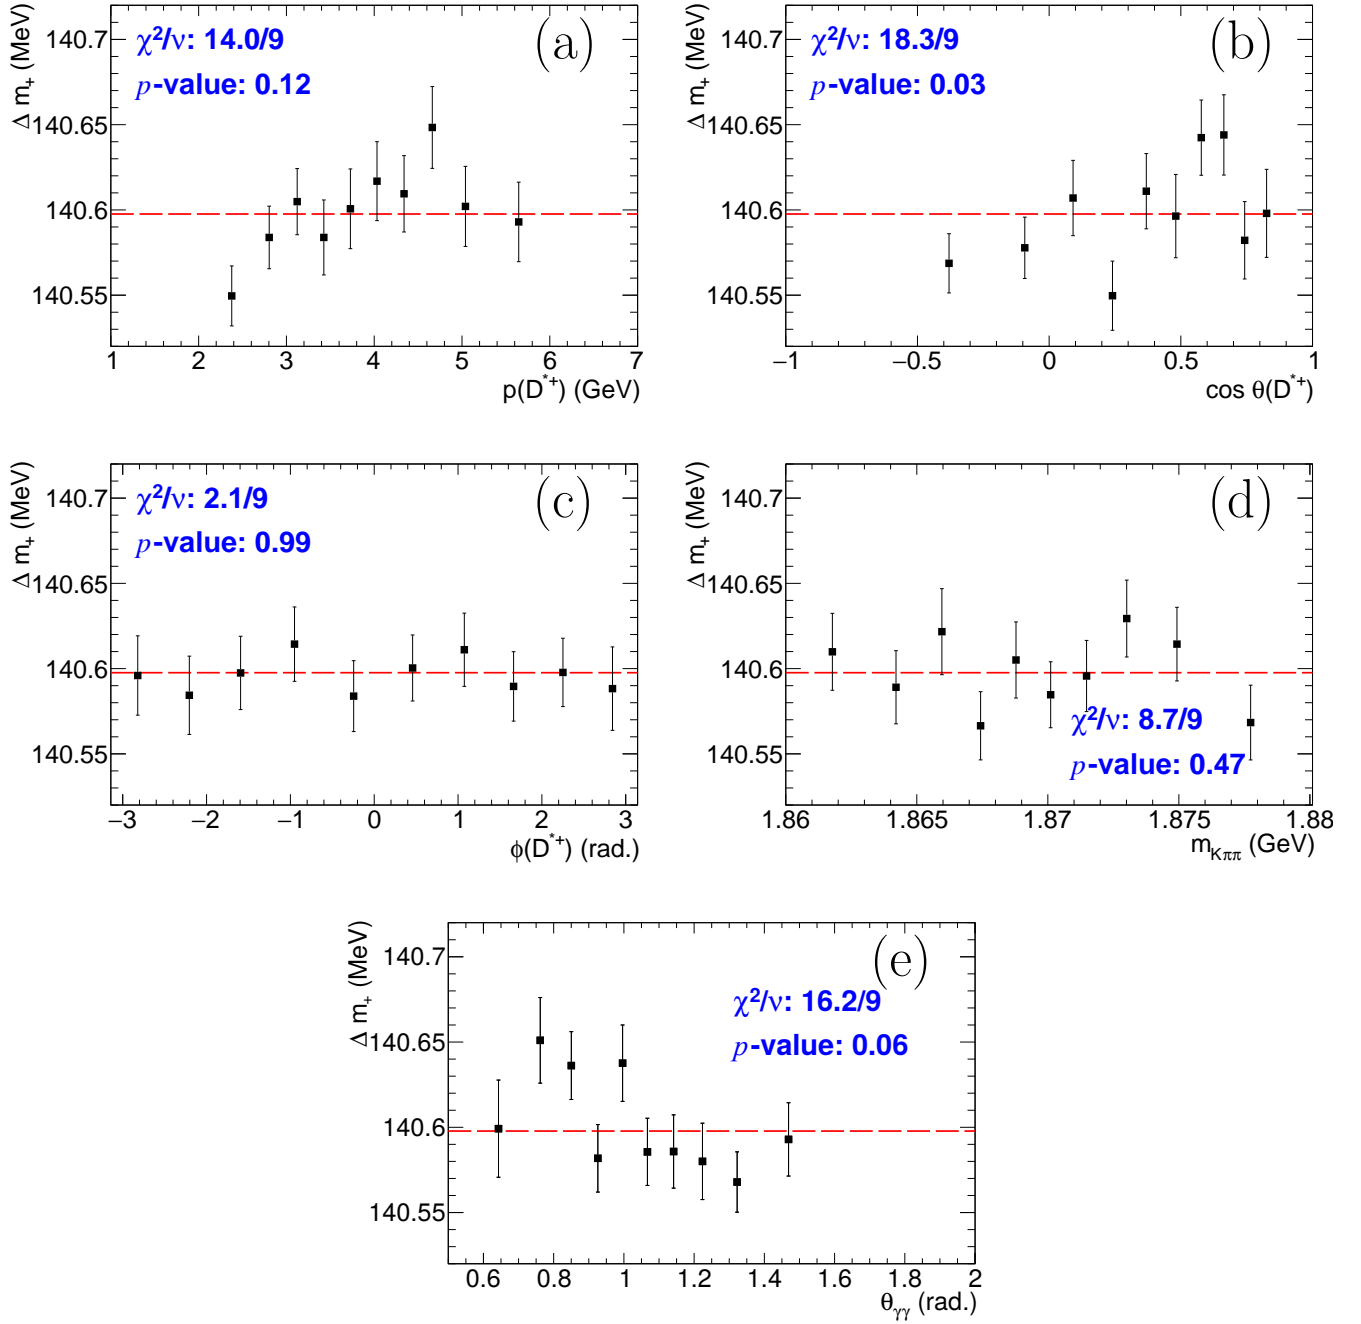 (a)
χ²/ν: 14.0/9
p-value: 0.12
Δ m₊ (MeV)
140.7
140.65
140.6
140.55
1 2 3 4 5 6 7
p(D*⁺) (GeV)
(b)
χ²/ν: 18.3/9
p-value: 0.03
Δ m₊ (MeV)
140.7
140.65
140.6
140.55
−1 −0.5 0 0.5 1
cos θ(D*⁺)
(c)
χ²/ν: 2.1/9
p-value: 0.99
Δ m₊ (MeV)
140.7
140.65
140.6
140.55
−3 −2 −1 0 1 2 3
ϕ(D*⁺) (rad.)
(d)
Δ m₊ (MeV)
140.7
140.65
140.6
140.55
χ²/ν: 8.7/9
p-value: 0.47
1.86 1.865 1.87 1.875 1.88
m_Kππ (GeV)
(e)
χ²/ν: 16.2/9
p-value: 0.06
Δ m₊ (MeV)
140.7
140.65
140.6
140.55
0.6 0.8 1 1.2 1.4 1.6 1.8 2
θ_γγ (rad.)